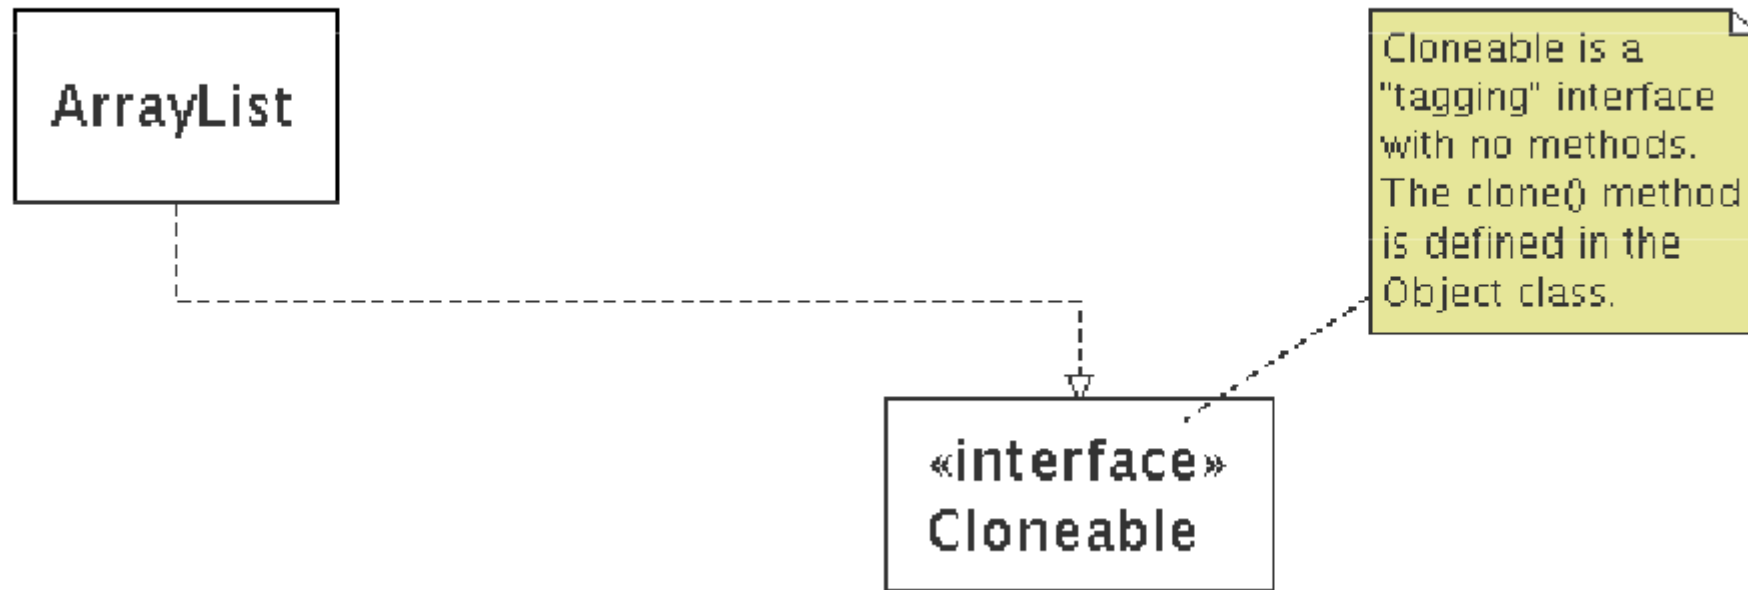 ArrayList
Cloneable is a
"tagging" interface
with no methods.
The clone() method
is defined in the
Object class.
«interface»
Cloneable